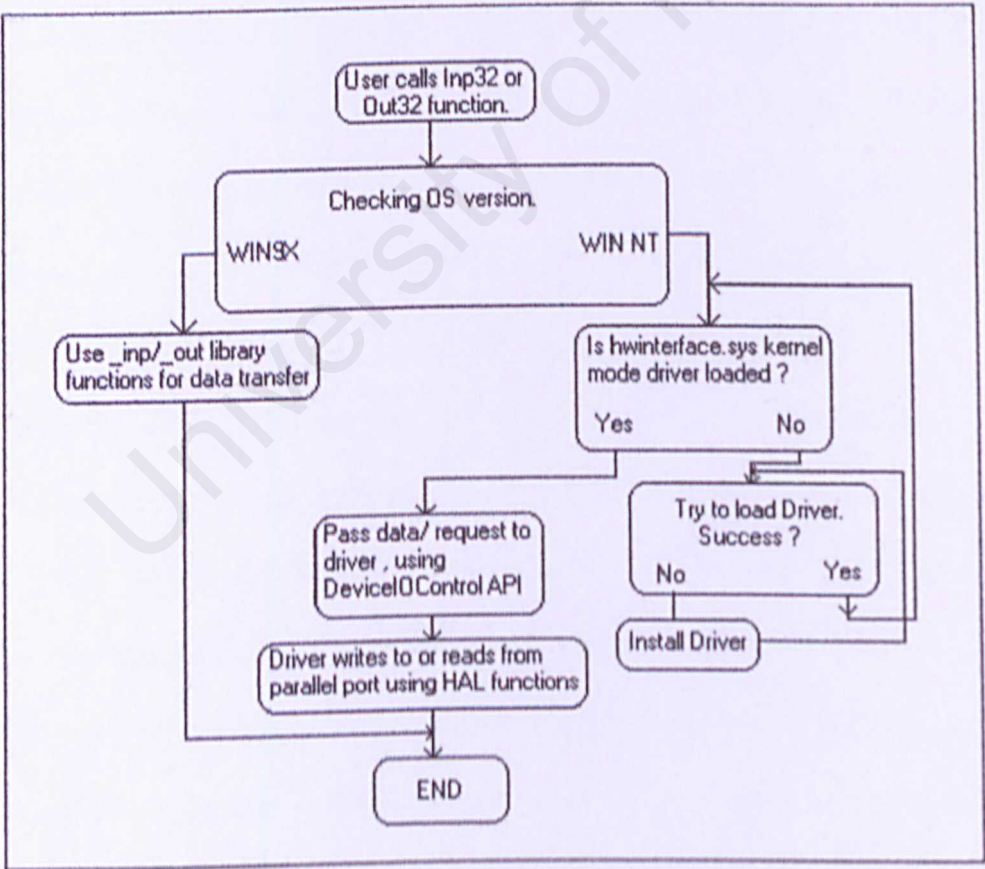 User calls Inp32 or
Out32 function.
Checking OS version.
WIN9X
WIN NT
Use _inp/_out library
functions for data transfer
Is hwinterface.sys kernel
mode driver loaded ?
Yes
No
Pass data/ request to
driver , using
DeviceIOControl API
Try to load Driver.
Success ?
No
Yes
Install Driver
Driver writes to or reads from
parallel port using HAL functions
END
University of